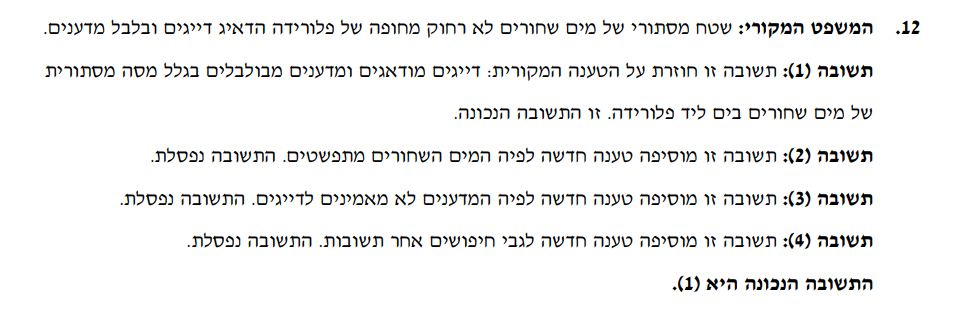 12. המשפט המקורי: שטח מסתורי של מים שחורים לא רחוק מחופה של פלורידה הדאיג דייגים ובלבל מדענים.
תשובה (1): תשובה זו חוזרת על הטענה המקורית: דייגים מודאגים ומדענים מבולבלים בגלל מסה מסתורית
של מים שחורים בים ליד פלורידה. זו התשובה הנכונה.
תשובה (2): תשובה זו מוסיפה טענה חדשה לפיה המים השחורים מתפשטים. התשובה נפסלת.
תשובה (3): תשובה זו מוסיפה טענה חדשה לפיה המדענים לא מאמינים לדייגים. התשובה נפסלת.
תשובה (4): תשובה זו מוסיפה טענה חדשה לגבי חיפושים אחר תשובות. התשובה נפסלת.
התשובה הנכונה היא (1).